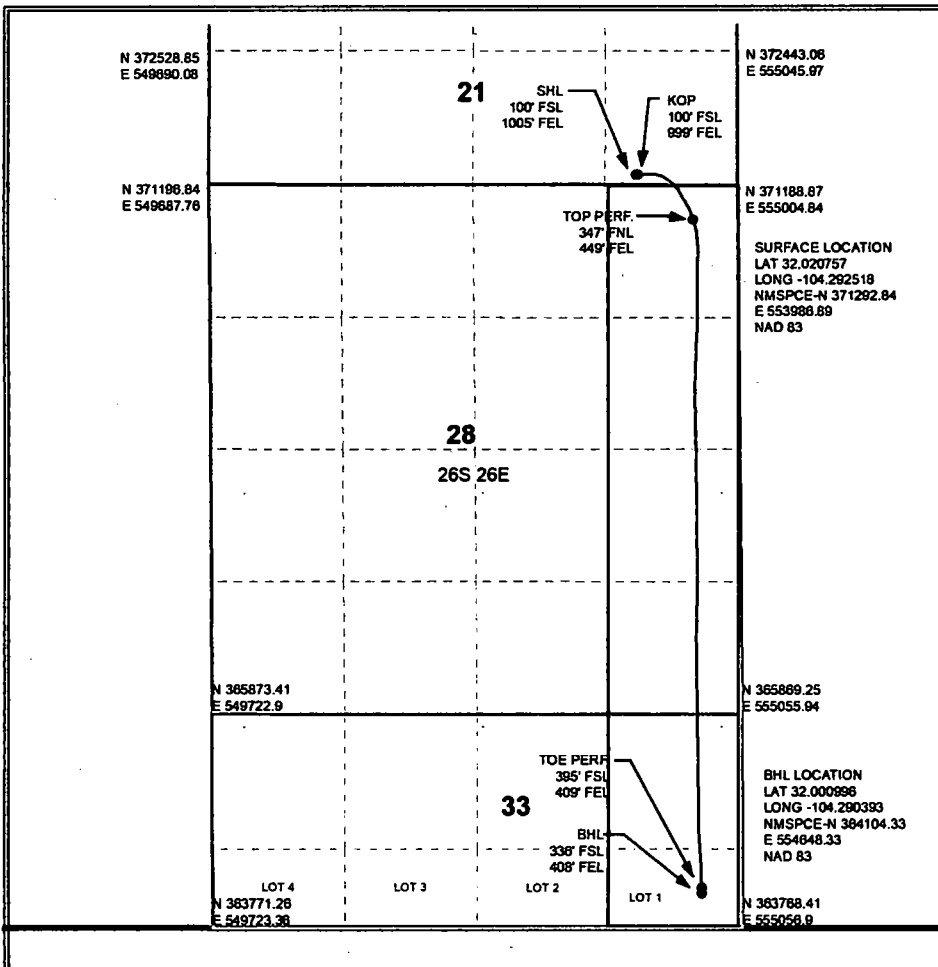 N 372528.85
E 549690.08
N 372443.06
E 555045.97
21
SHL
100' FSL
1005' FEL
KOP
100' FSL
999' FEL
N 371196.84
E 549687.76
N 371188.87
E 555004.84
TOP PERF.
347' FNL
449' FEL
SURFACE LOCATION
LAT 32.020757
LONG -104.292518
NMSPCE-N 371292.84
E 553986.89
NAD 83
28
26S 26E
N 365873.41
E 549722.9
N 365869.25
E 555055.94
TOE PERF
395' FSL
409' FEL
33
BHL
336' FSL
408' FEL
BHL LOCATION
LAT 32.000996
LONG -104.290393
NMSPCE-N 364104.33
E 554648.33
NAD 83
LOT 4
LOT 3
LOT 2
LOT 1
N 363771.26
E 549723.36
N 363768.41
E 555056.9